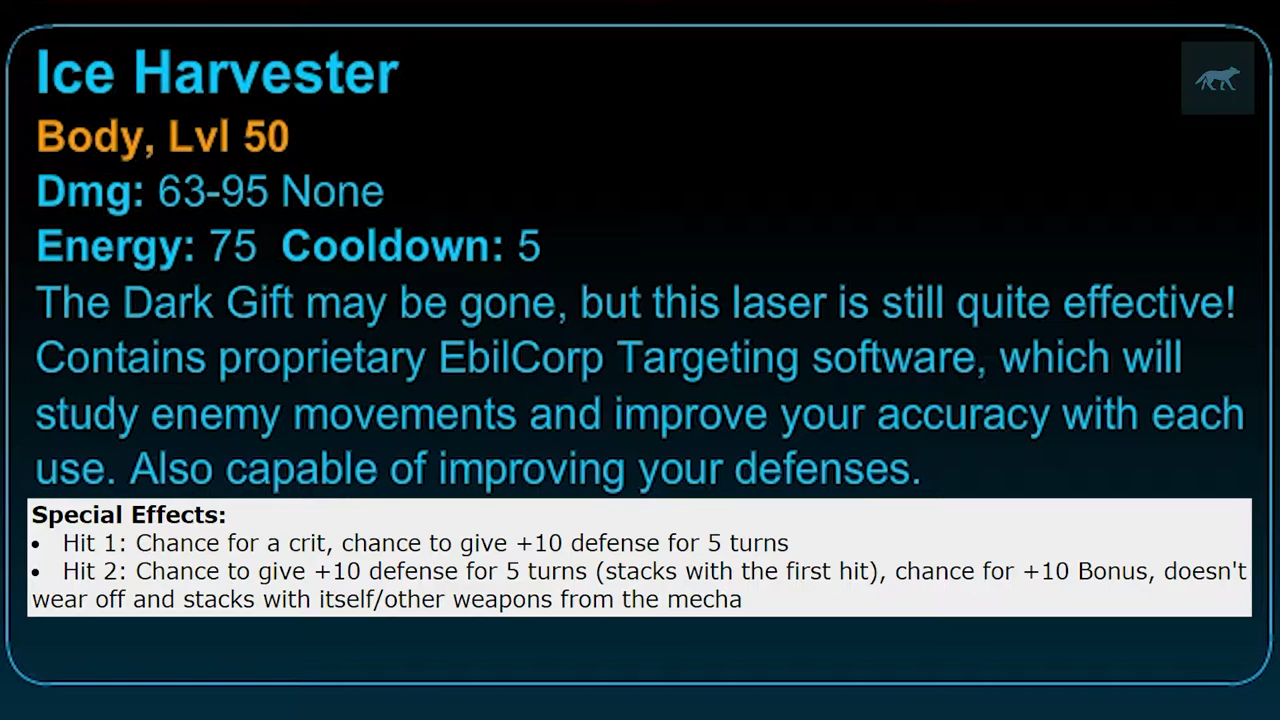 Ice Harvester
Body, Lvl 50
Dmg: 63-95 None
Energy: 75 Cooldown: 5
The Dark Gift may be gone, but this laser is still quite effective!
Contains proprietary EbilCorp Targeting software, which will
study enemy movements and improve your accuracy with each
use. Also capable of improving your defenses.
Special Effects:
• Hit 1: Chance for a crit, chance to give +10 defense for 5 turns
• Hit 2: Chance to give +10 defense for 5 turns (stacks with the first hit), chance for +10 Bonus, doesn't
wear off and stacks with itself/other weapons from the mecha